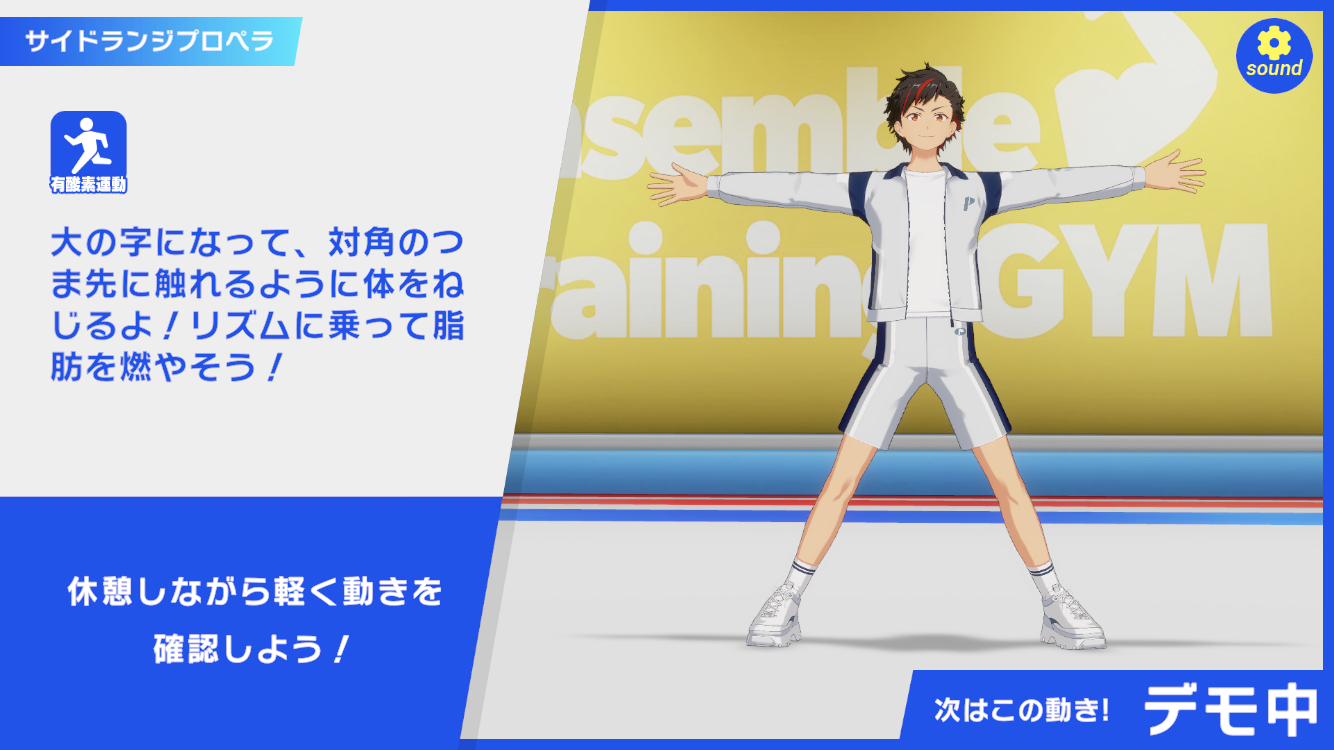 サイドランジプロペラ
有酸素運動
大の字になって、対角のつ
ま先に触れるように体をね
じるよ！リズムに乗って脂
肪を燃やそう！
休憩しながら軽く動きを
確認しよう！
nsemble
raining GYM
sound
P
次はこの動き!
デモ中